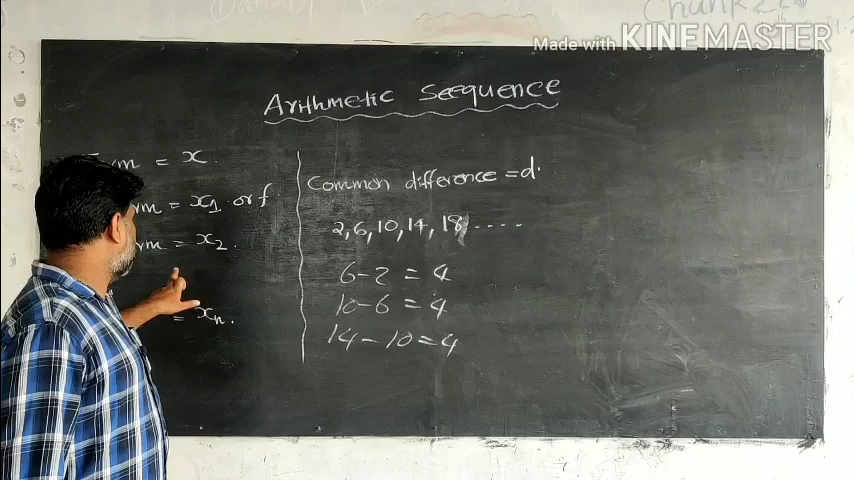 Made with KINEMASTER
Arithmetic Seequence
= x.
= x1 or f.
= x2.
= xn.
Common difference = d.
2, 6, 10, 14, 18, ....
6-2 = 4
10-6 = 4
14-10 = 4